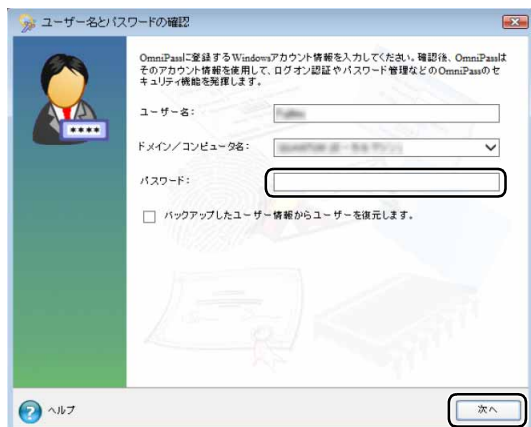 ユーザー名とパスワードの確認
OmniPassに登録するWindowsアカウント情報を入力してください。確認後、OmniPassは
そのアカウント情報を使用して、ログオン認証やパスワード管理などのOmniPassのセ
キュリティ機能を発揮します。
ユーザー名：
ドメイン／コンピュータ名：
パスワード：
バックアップしたユーザー情報からユーザーを復元します。
ヘルプ
次へ